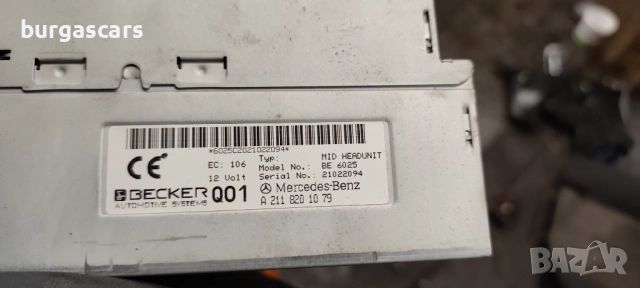 burgascars
*6025C2021022094*
CE
EC: 106
12 Volt
Typ: MID HEADUNIT
Model No.: BE 6025
Serial No.: 21022094
BECKER Q01
AUTOMOTIVE SYSTEMS
Mercedes-Benz
A 211 820 10 79
BAZAR